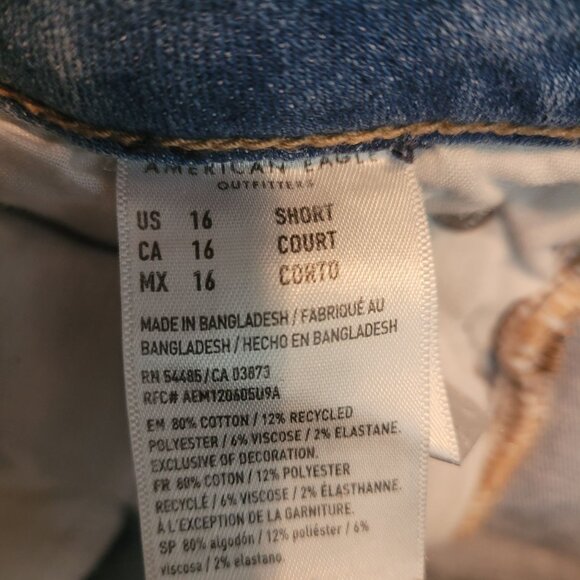 AMERICAN EAGLE
OUTFITTERS
US 16 SHORT
CA 16 COURT
MX 16 CORTO
MADE IN BANGLADESH / FABRIQUÉ AU
BANGLADESH / HECHO EN BANGLADESH
RN 54485 / CA 03873
RFC# AEM120605U9A
EM 80% COTTON / 12% RECYCLED
POLYESTER / 6% VISCOSE / 2% ELASTANE.
EXCLUSIVE OF DECORATION.
FR 80% COTON / 12% POLYESTER
RECYCLÉ / 6% VISCOSE / 2% ÉLASTHANNE.
À L'EXCEPTION DE LA GARNITURE.
SP 80% algodón / 12% poliéster / 6%
viscosa / 2% elastano.